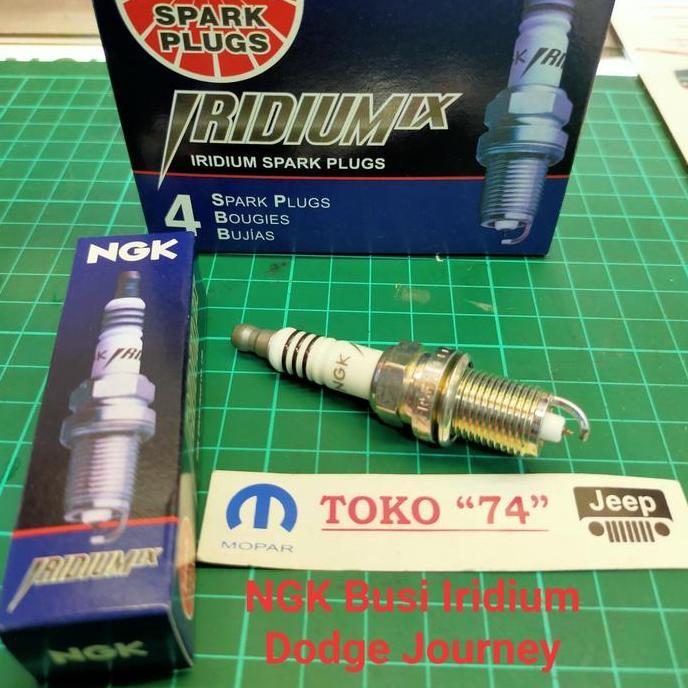 SPARK
PLUGS
IRIDIUM IX
IRIDIUM SPARK PLUGS
4 SPARK PLUGS
BOUGIES
BUJÍAS
NGK
IRIDIUM IX
NGK
NGK
MOPAR
TOKO “74”
Jeep
NGK Busi Iridium
Dodge Journey